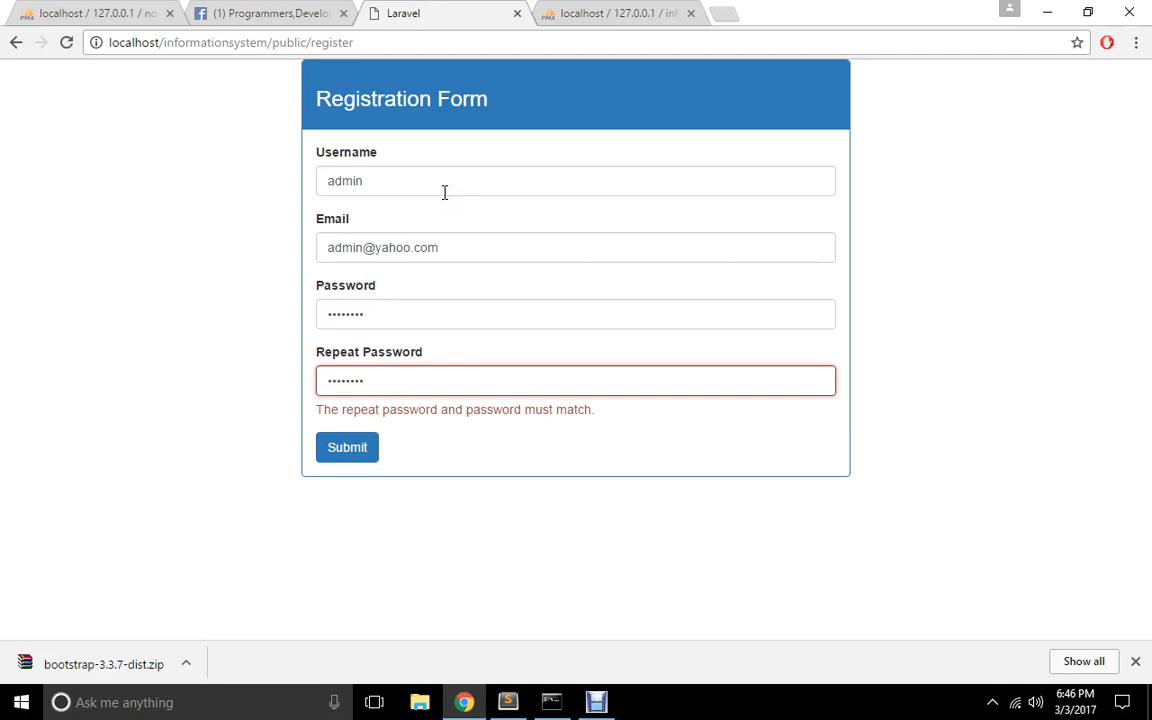 localhost / 127.0.0.1 / no
(1) Programmers,Develo
Laravel
localhost / 127.0.0.1 / inf
localhost/informationsystem/public/register
Registration Form
Username
admin
Email
admin@yahoo.com
Password
••••••••
Repeat Password
••••••••
The repeat password and password must match.
Submit
bootstrap-3.3.7-dist.zip
Show all
Ask me anything
6:46 PM
3/3/2017